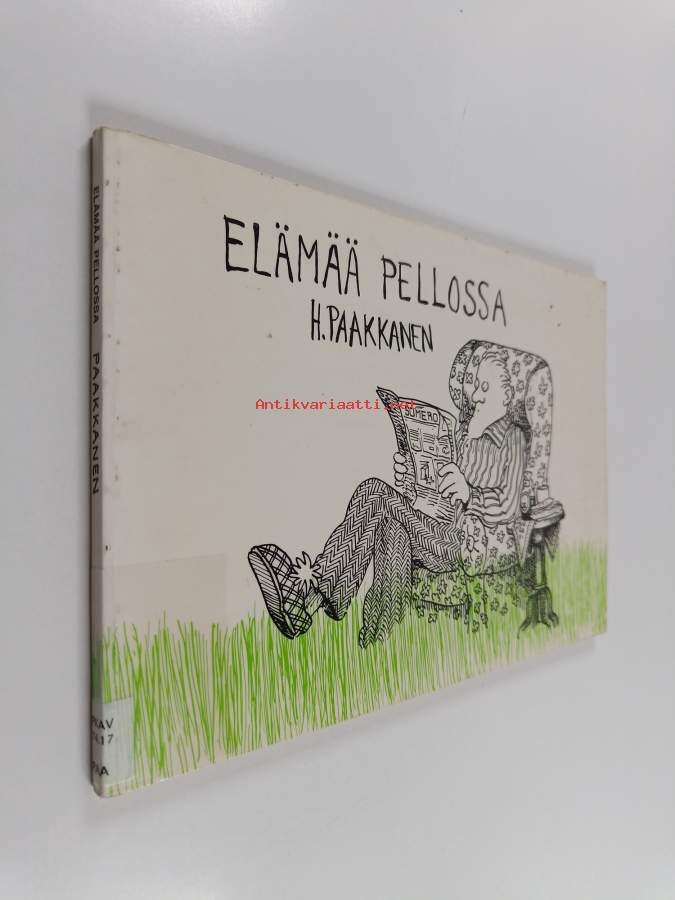 ELÄMÄÄ PELLOSSA
H.PAAKKANEN
SOMERO
Antikvariaatti.net
ELÄMÄÄ PELLOSSA PAAKKANEN